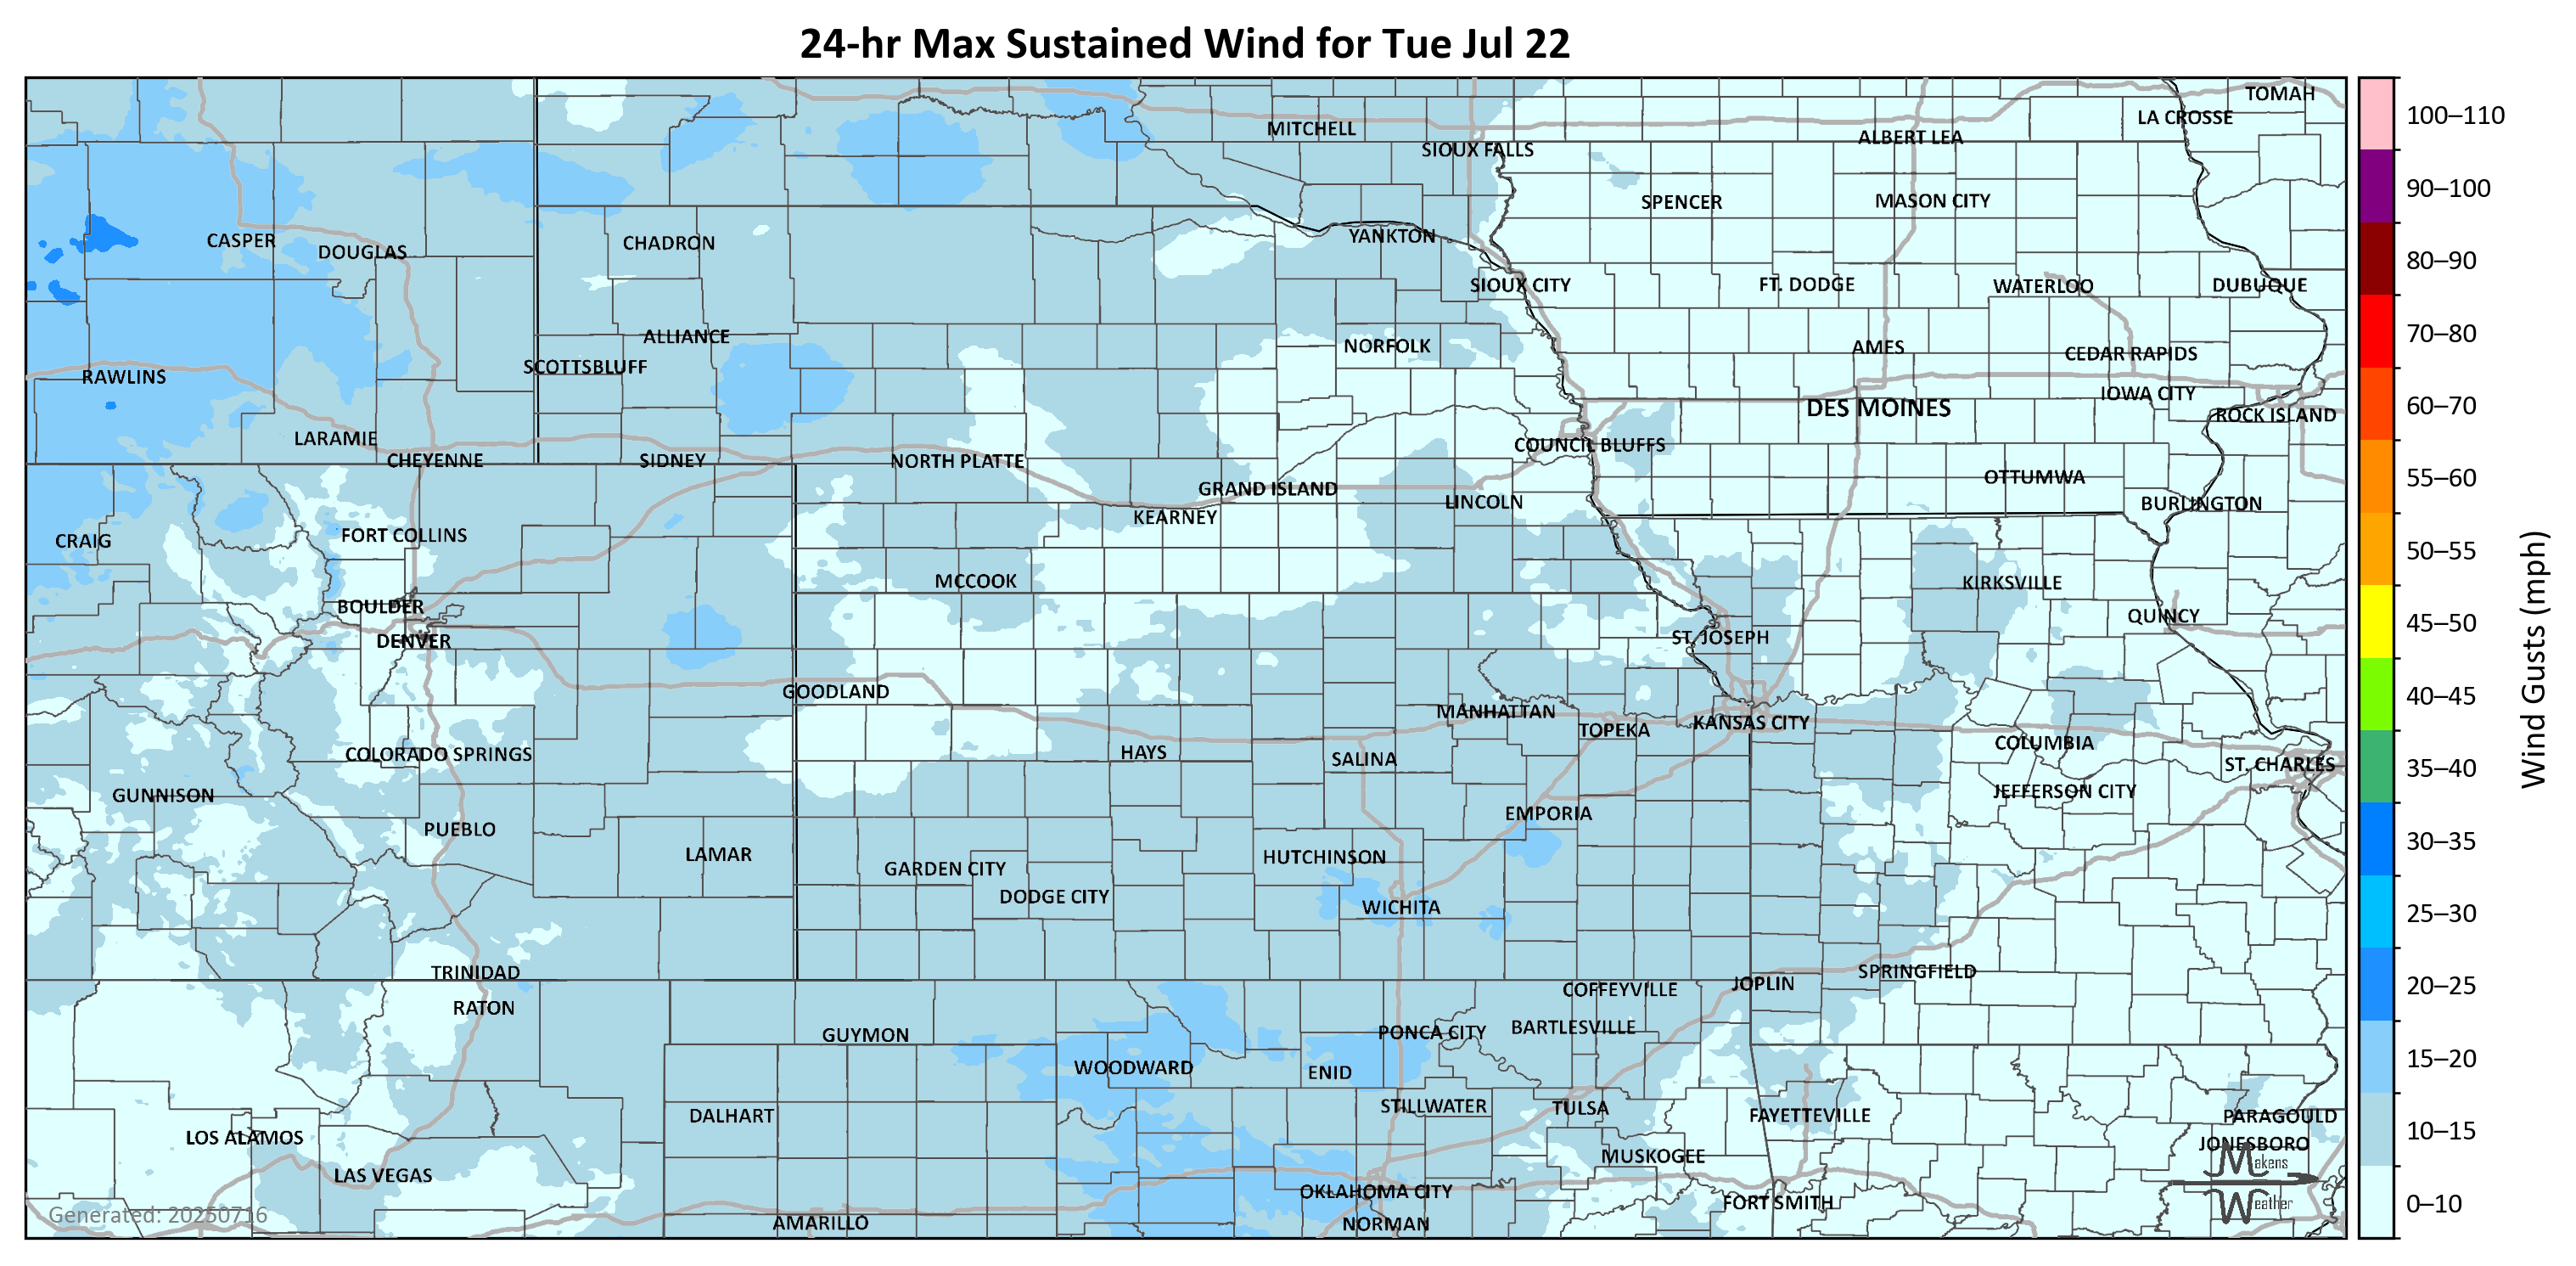 24-hr Max Sustained Wind for Tue Jul 22
TOMAH
LA CROSSE
MITCHELL
ALBERT LEA
SIOUX FALLS
SPENCER
MASON CITY
CASPER
DOUGLAS
CHADRON
YANKTON
SIOUX CITY
FT. DODGE
WATERLOO
DUBUQUE
ALLIANCE
NORFOLK
AMES
CEDAR RAPIDS
SCOTTSBLUFF
RAWLINS
IOWA CITY
DES MOINES
ROCK ISLAND
LARAMIE
COUNCIL BLUFFS
CHEYENNE
SIDNEY
NORTH PLATTE
OTTUMWA
GRAND ISLAND
LINCOLN
BURLINGTON
KEARNEY
FORT COLLINS
CRAIG
MCCOOK
KIRKSVILLE
BOULDER
QUINCY
DENVER
ST. JOSEPH
GOODLAND
MANHATTAN
TOPEKA
KANSAS CITY
COLUMBIA
COLORADO SPRINGS
HAYS
SALINA
ST. CHARLES
GUNNISON
JEFFERSON CITY
EMPORIA
PUEBLO
LAMAR
HUTCHINSON
GARDEN CITY
DODGE CITY
WICHITA
TRINIDAD
SPRINGFIELD
JOPLIN
COFFEYVILLE
RATON
GUYMON
PONCA CITY
BARTLESVILLE
WOODWARD
ENID
STILLWATER
TULSA
DALHART
FAYETTEVILLE
PARAGOULD
LOS ALAMOS
JONESBORO
MUSKOGEE
LAS VEGAS
OKLAHOMA CITY
FORT SMITH
AMARILLO
NORMAN
Generated: 20250716
Makens
Weather
100–110
90–100
80–90
70–80
60–70
55–60
50–55
45–50
40–45
35–40
30–35
25–30
20–25
15–20
10–15
0–10
Wind Gusts (mph)